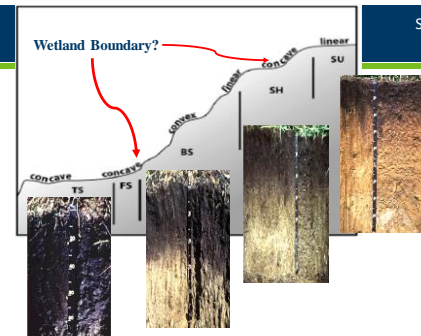 S
Wetland Boundary?
linear
concave
SU
linear
SH
convex
BS
concave
FS
concave
TS